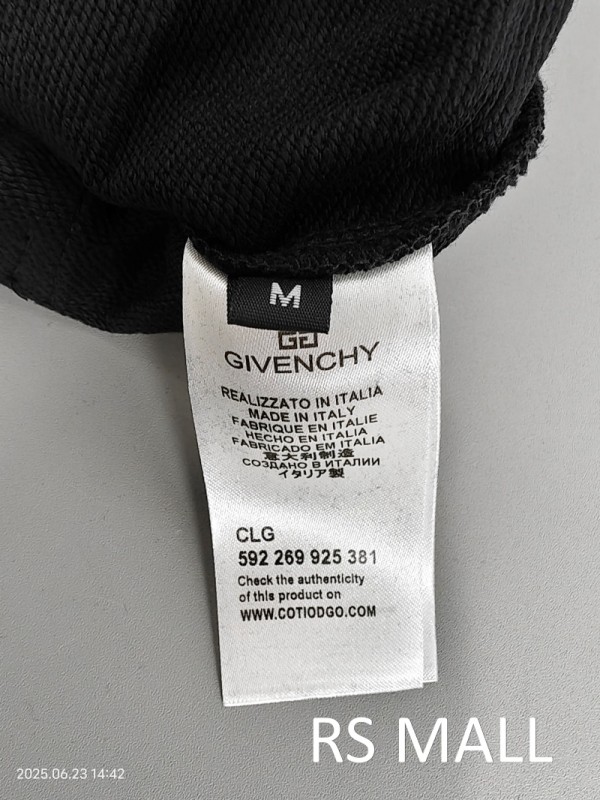 M
GIVENCHY
REALIZZATO IN ITALIA
MADE IN ITALY
FABRIQUE EN ITALIE
HECHO EN ITALIA
FABRICADO EM ITALIA
意大利制造
СОЗДАНО В ИТАЛИИ
イタリア製
CLG
592 269 925 381
Check the authenticity
of this product on
WWW.COTIODGO.COM
RS MALL
2025.06.23 14:42